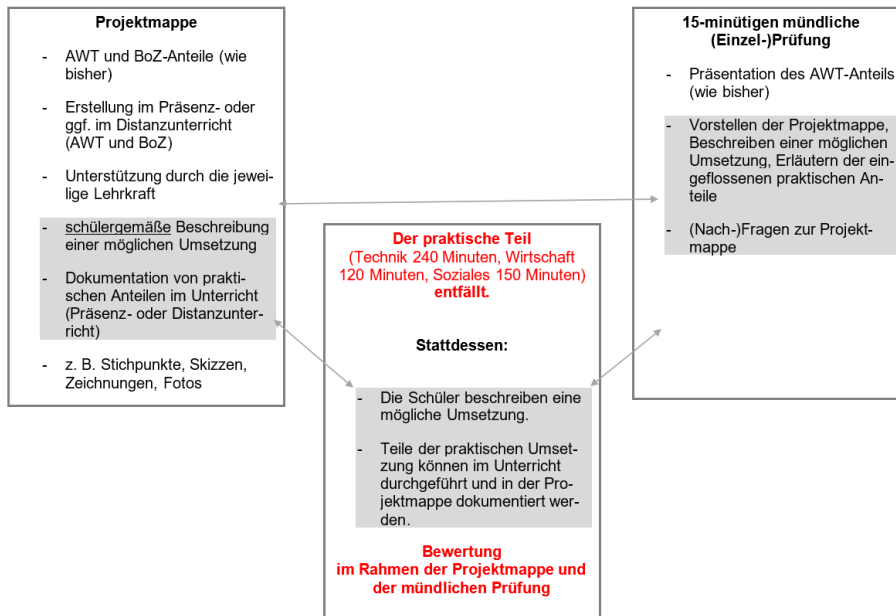 Projektmappe
- AWT und BoZ-Anteile (wie
bisher)
- Erstellung im Präsenz- oder
ggf. im Distanzunterricht
(AWT und BoZ)
- Unterstützung durch die jewei-
lige Lehrkraft
- schülergemäße Beschreibung
einer möglichen Umsetzung
- Dokumentation von prakti-
schen Anteilen im Unterricht
(Präsenz- oder Distanzunter-
richt)
- z. B. Stichpunkte, Skizzen,
Zeichnungen, Fotos
Der praktische Teil
(Technik 240 Minuten, Wirtschaft
120 Minuten, Soziales 150 Minuten)
entfällt.
Stattdessen:
- Die Schüler beschreiben eine
mögliche Umsetzung.
- Teile der praktischen Umset-
zung können im Unterricht
durchgeführt und in der Pro-
jektmappe dokumentiert wer-
den.
Bewertung
im Rahmen der Projektmappe und
der mündlichen Prüfung
15-minütigen mündliche
(Einzel-)Prüfung
- Präsentation des AWT-Anteils
(wie bisher)
- Vorstellen der Projektmappe,
Beschreiben einer möglichen
Umsetzung, Erläutern der ein-
geflossenen praktischen An-
teile
- (Nach-)Fragen zur Projekt-
mappe